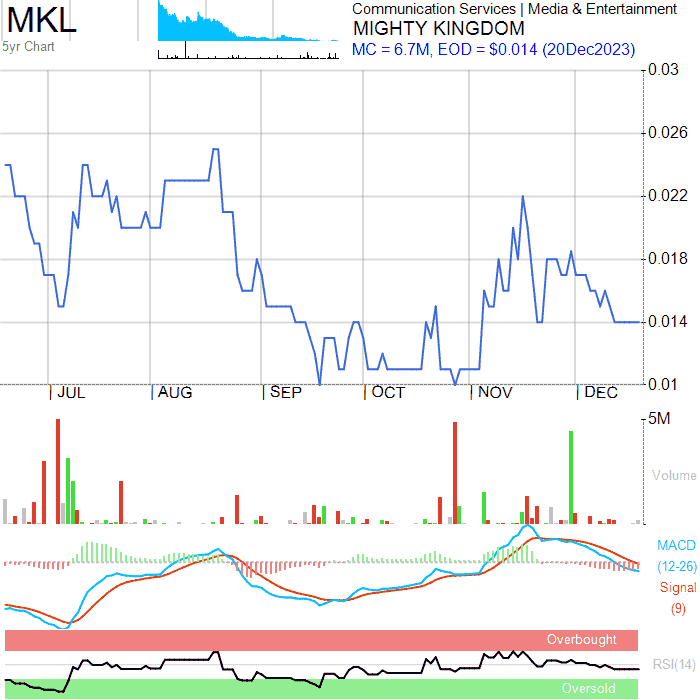 MKL
5yr Chart
Communication Services | Media & Entertainment
MIGHTY KINGDOM
MC = 6.7M, EOD = $0.014 (20Dec2023)
0.03
0.026
0.022
0.018
0.014
0.01
| JUL | AUG | SEP | OCT | NOV | DEC
5M
Volume
MACD
(12-26)
Signal
(9)
Overbought
RSI(14)
Oversold